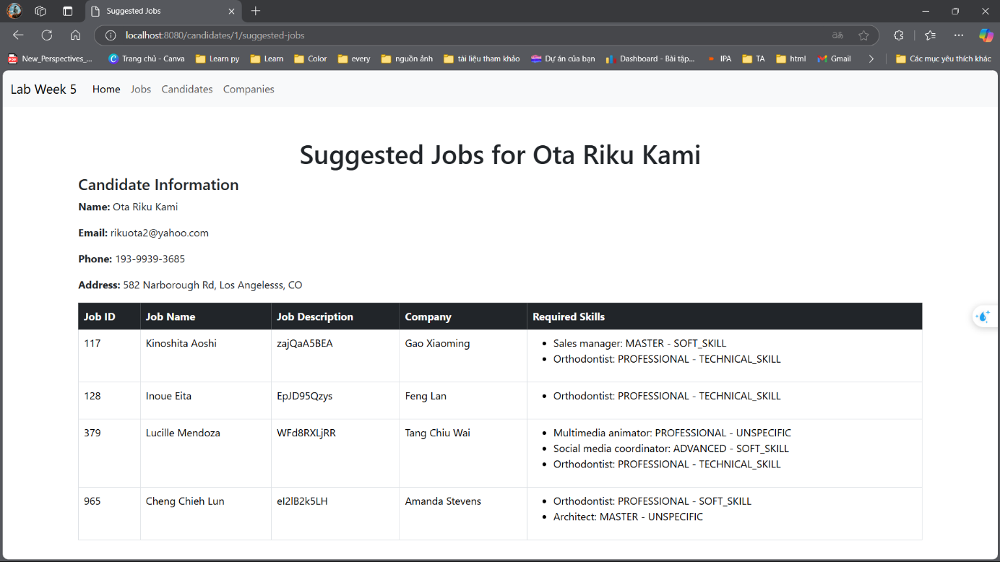 Suggested Jobs
localhost:8080/candidates/1/suggested-jobs
New_Perspectives_... Trang chủ - Canva Learn py Learn Color every nguồn ảnh tài liệu tham khảo Dự án của bạn Dashboard - Bài tập... IPA TA html Gmail Các mục yêu thích khác
Lab Week 5 Home Jobs Candidates Companies
Suggested Jobs for Ota Riku Kami
Candidate Information
Name: Ota Riku Kami
Email: rikuota2@yahoo.com
Phone: 193-9939-3685
Address: 582 Narborough Rd, Los Angelesss, CO
Job ID Job Name Job Description Company Required Skills
117 Kinoshita Aoshi zajQaA5BEA Gao Xiaoming • Sales manager: MASTER - SOFT_SKILL
• Orthodontist: PROFESSIONAL - TECHNICAL_SKILL
128 Inoue Eita EpJD95Qzys Feng Lan • Orthodontist: PROFESSIONAL - TECHNICAL_SKILL
379 Lucille Mendoza WFd8RXLjRR Tang Chiu Wai • Multimedia animator: PROFESSIONAL - UNSPECIFIC
• Social media coordinator: ADVANCED - SOFT_SKILL
• Orthodontist: PROFESSIONAL - TECHNICAL_SKILL
965 Cheng Chieh Lun Amanda Stevens • Orthodontist: PROFESSIONAL - SOFT_SKILL
• Architect: MASTER - UNSPECIFIC